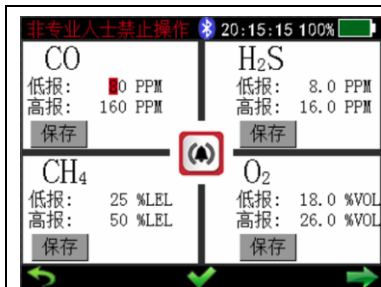 非专业人士禁止操作 20:15:15 100%
CO
低报: 80 PPM
高报: 160 PPM
保存
H₂S
低报: 8.0 PPM
高报: 16.0 PPM
保存
CH₄
低报: 25 %LEL
高报: 50 %LEL
保存
O₂
低报: 18.0 %VOL
高报: 26.0 %VOL
保存